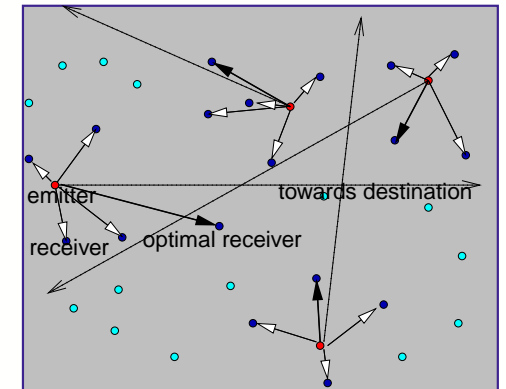 towards destination
emitter
optimal receiver
receiver